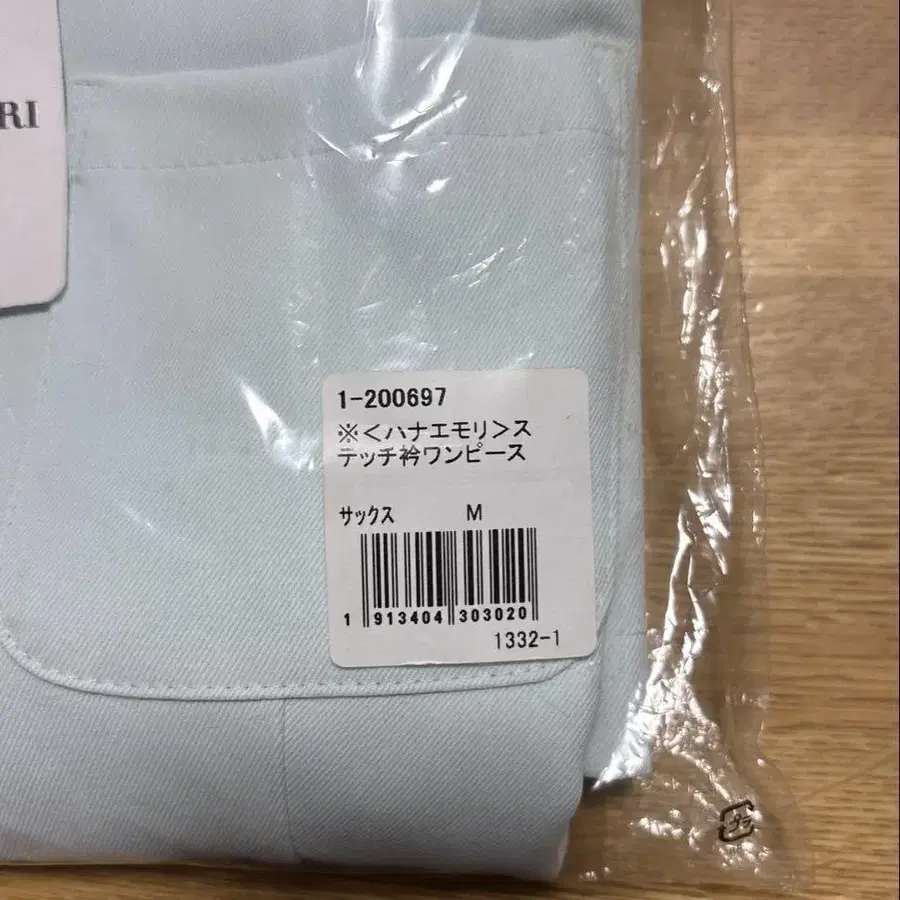 RI
1-200697
※<ハナエモリ>ス
テッチ衿ワンピース
サックス M
1 913404 303020
1332-1
プラ